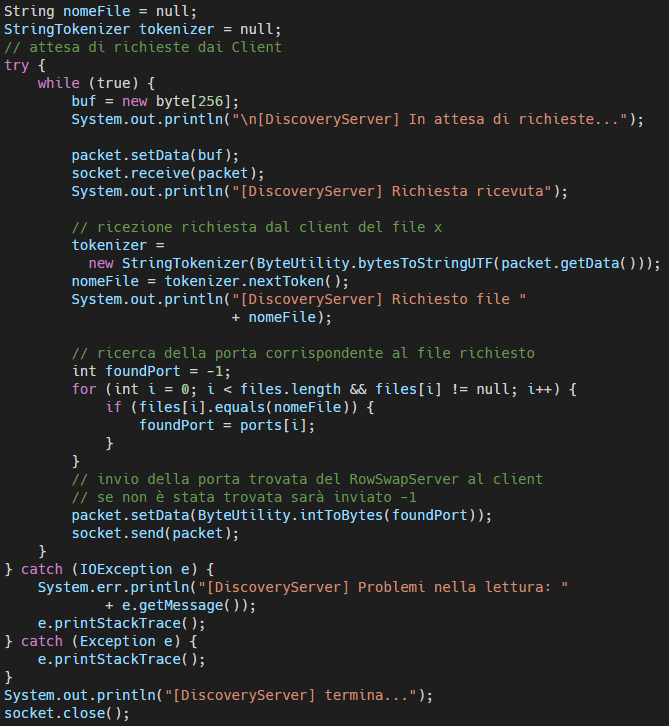 String nomeFile = null;
StringTokenizer tokenizer = null;
// attesa di richieste dai Client
try {
    while (true) {
        buf = new byte[256];
        System.out.println("\n[DiscoveryServer] In attesa di richieste...");

        packet.setData(buf);
        socket.receive(packet);
        System.out.println("[DiscoveryServer] Richiesta ricevuta");

        // ricezione richiesta dal client del file x
        tokenizer =
          new StringTokenizer(ByteUtility.bytesToStringUTF(packet.getData()));
        nomeFile = tokenizer.nextToken();
        System.out.println("[DiscoveryServer] Richiesto file "
                           + nomeFile);

        // ricerca della porta corrispondente al file richiesto
        int foundPort = -1;
        for (int i = 0; i < files.length && files[i] != null; i++) {
            if (files[i].equals(nomeFile)) {
                foundPort = ports[i];
            }
        }
        // invio della porta trovata del RowSwapServer al client
        // se non è stata trovata sarà inviato -1
        packet.setData(ByteUtility.intToBytes(foundPort));
        socket.send(packet);
    }
} catch (IOException e) {
    System.err.println("[DiscoveryServer] Problemi nella lettura: "
            + e.getMessage());
    e.printStackTrace();
} catch (Exception e) {
    e.printStackTrace();
}
System.out.println("[DiscoveryServer] termina...");
socket.close();